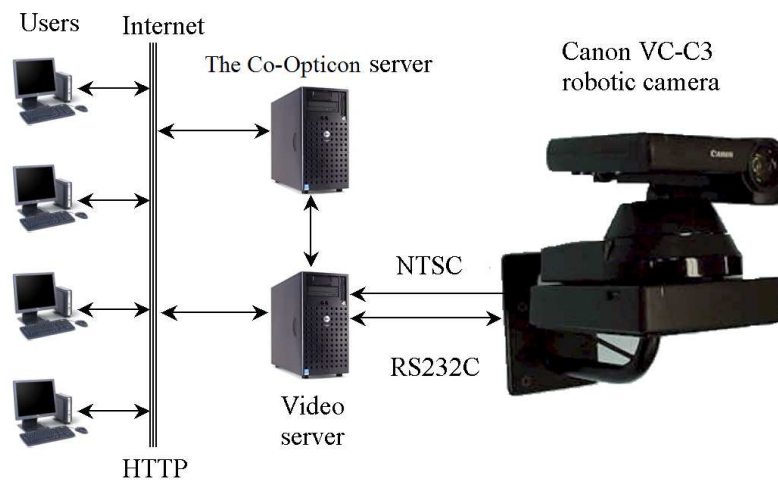 Users
Internet
The Co-Opticon server
Canon VC-C3
robotic camera
Canon
NTSC
RS232C
Video
server
HTTP